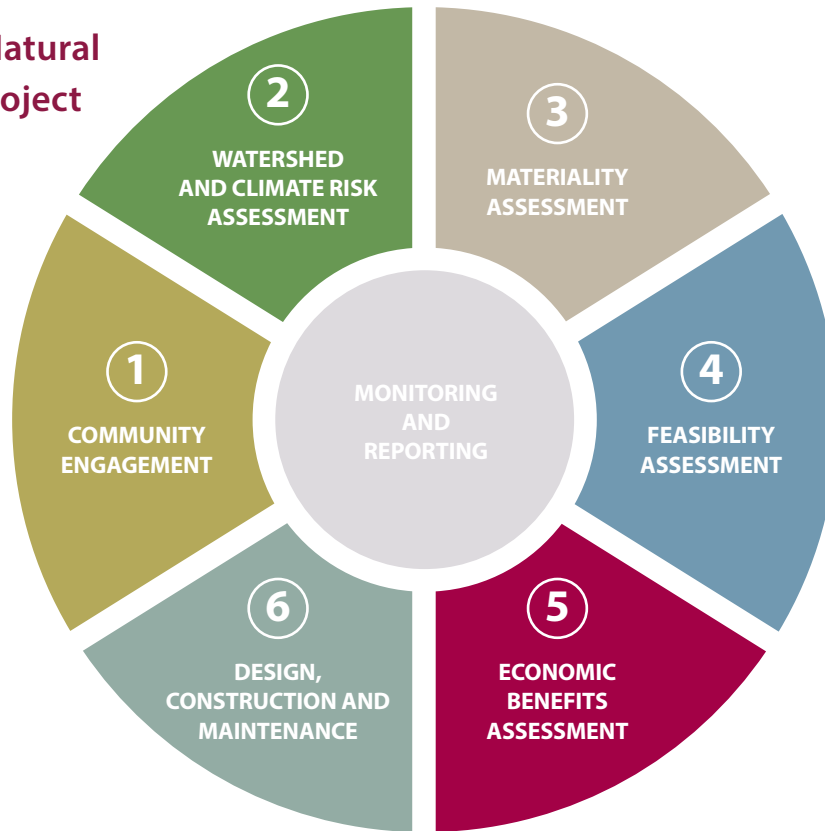 oject
1
COMMUNITY
ENGAGEMENT
2
WATERSHED
AND CLIMATE RISK
ASSESSMENT
3
MATERIALITY
ASSESSMENT
4
FEASIBILITY
ASSESSMENT
5
ECONOMIC
BENEFITS
ASSESSMENT
6
DESIGN,
CONSTRUCTION AND
MAINTENANCE
MONITORING
AND
REPORTING